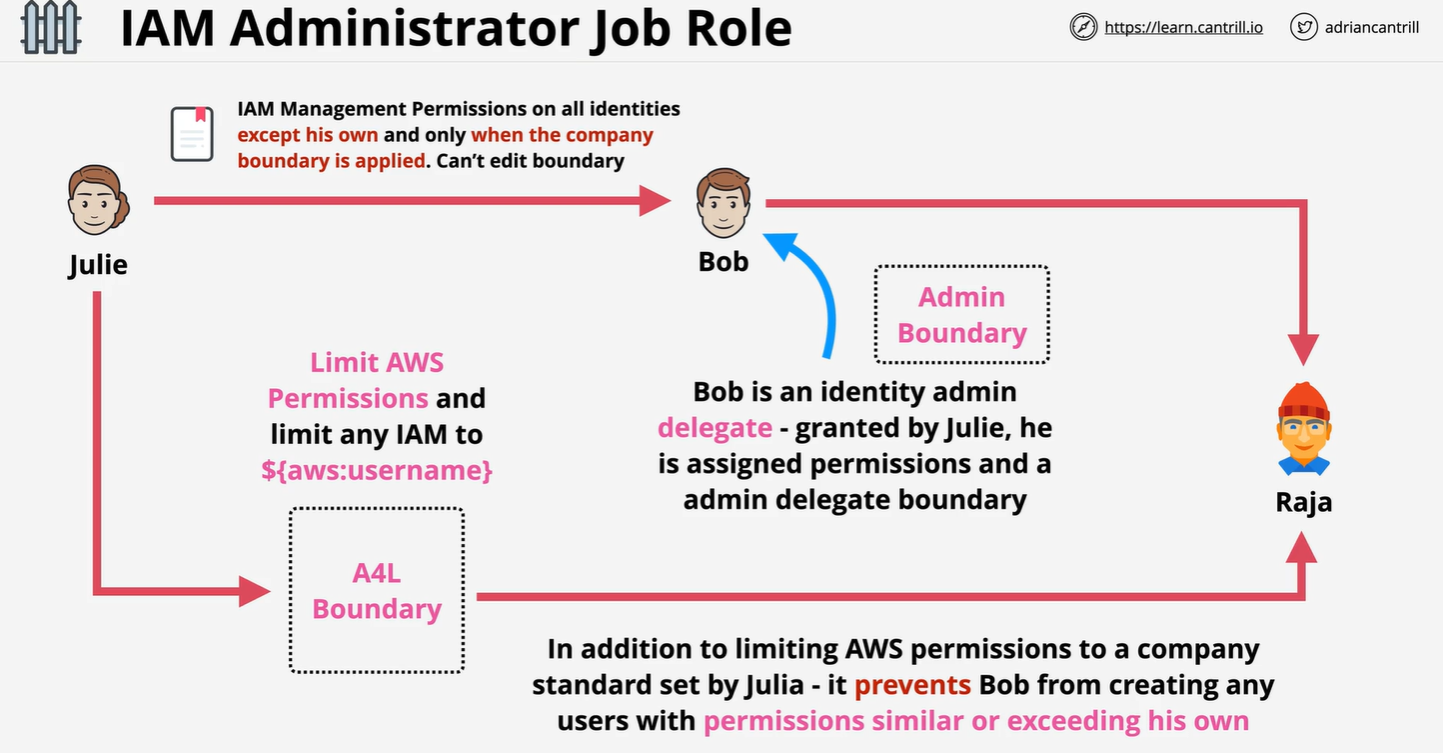 IAM Administrator Job Role
https://learn.cantrill.io
adriancantrill
IAM Management Permissions on all identities
except his own and only when the company
boundary is applied. Can't edit boundary
Julie
Bob
Admin
Boundary
Limit AWS
Permissions and
limit any IAM to
${aws:username}
Bob is an identity admin
delegate - granted by Julie, he
is assigned permissions and a
admin delegate boundary
Raja
A4L
Boundary
In addition to limiting AWS permissions to a company
standard set by Julia - it prevents Bob from creating any
users with permissions similar or exceeding his own